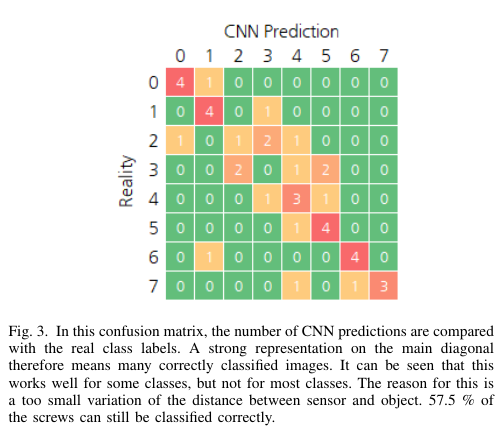 CNN Prediction
0 1 2 3 4 5 6 7
Reality
0 4 1 0 0 0 0 0 0
1 0 4 0 1 0 0 0 0
2 1 0 1 2 1 0 0 0
3 0 0 2 0 1 2 0 0
4 0 0 0 1 3 1 0 0
5 0 0 0 0 1 4 0 0
6 0 1 0 0 0 0 4 0
7 0 0 0 0 1 0 1 3
Fig. 3. In this confusion matrix, the number of CNN predictions are compared
with the real class labels. A strong representation on the main diagonal
therefore means many correctly classified images. It can be seen that this
works well for some classes, but not for most classes. The reason for this is
a too small variation of the distance between sensor and object. 57.5 % of
the screws can still be classified correctly.